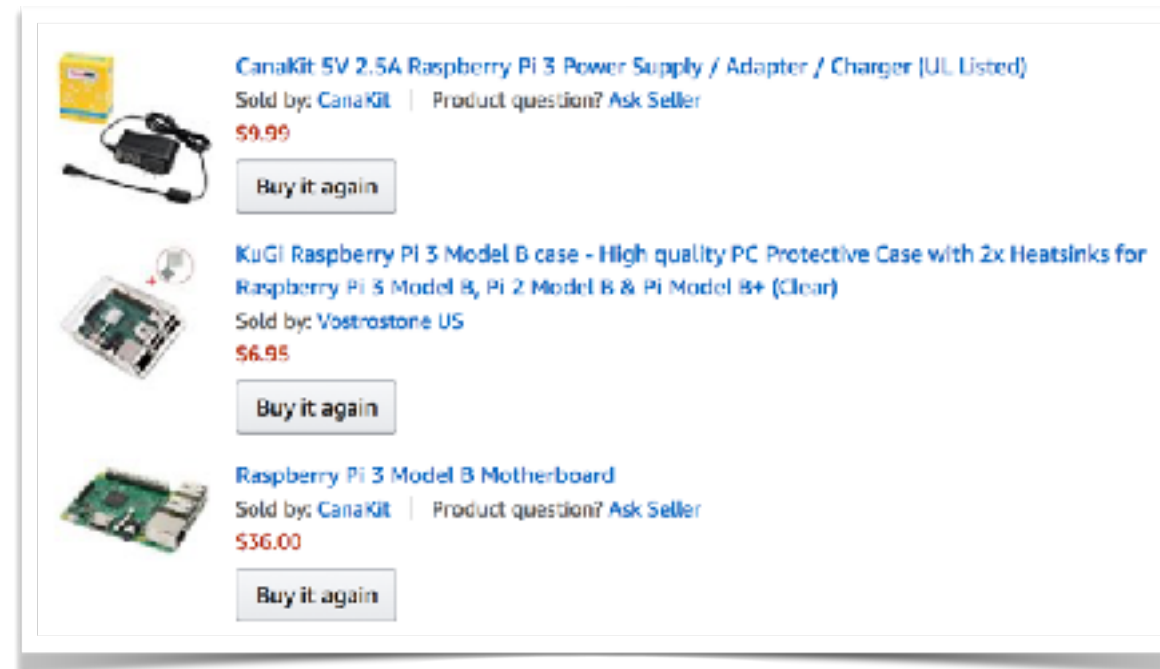 CanaKit 5V 2.5A Raspberry Pi 3 Power Supply / Adapter / Charger (UL Listed)
Sold by: CanaKit | Product question? Ask Seller
$9.99
Buy it again
KuGi Raspberry Pi 3 Model B case - High quality PC Protective Case with 2x Heatsinks for
Raspberry Pi 3 Model B, Pi 2 Model B & Pi Model B+ (Clear)
Sold by: Vostrostone US
$6.95
Buy it again
Raspberry Pi 3 Model B Motherboard
Sold by: CanaKit | Product question? Ask Seller
$36.00
Buy it again